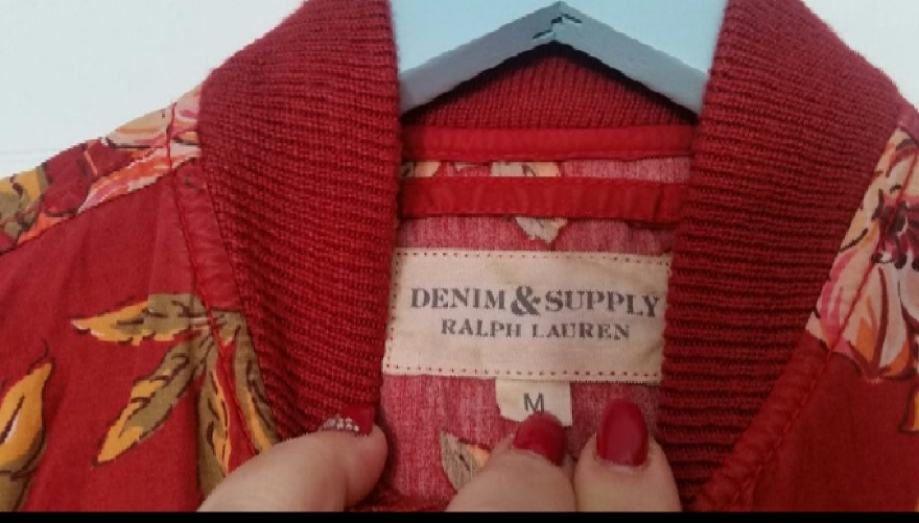 DENIM & SUPPLY
RALPH LAUREN
M